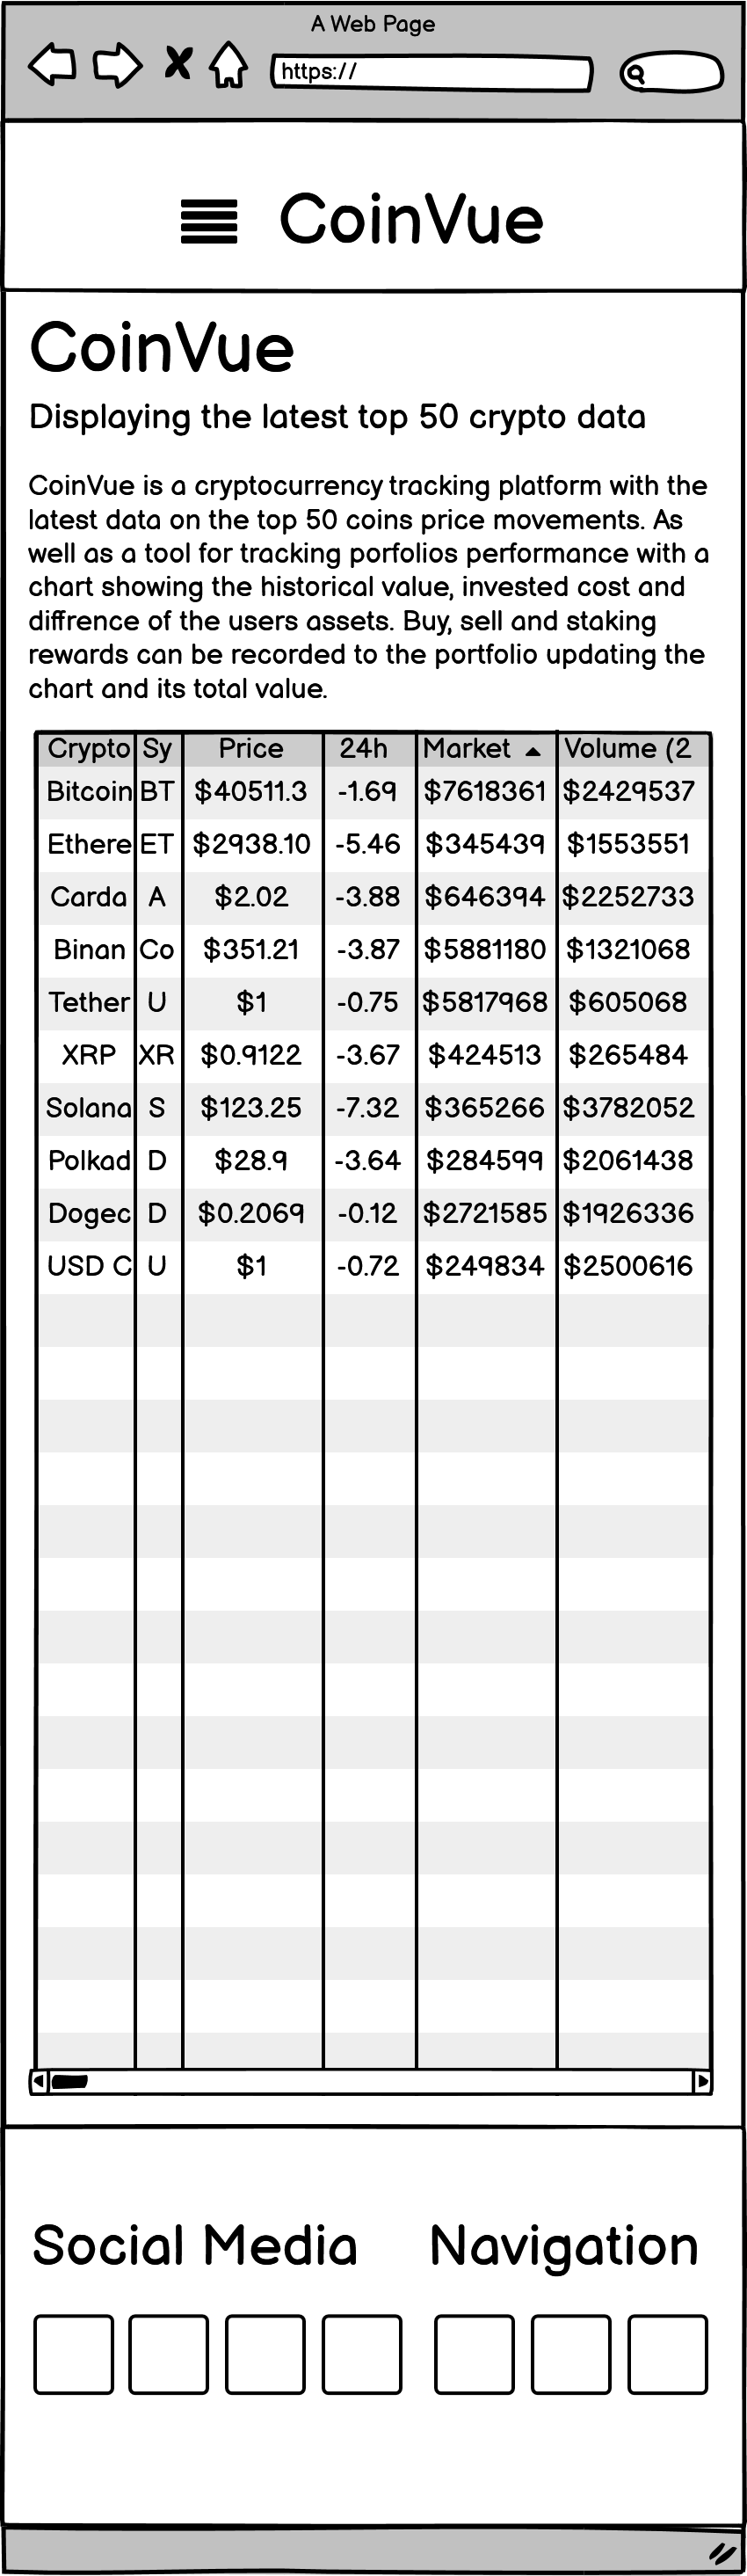 A Web Page
https://
CoinVue
CoinVue
Displaying the latest top 50 crypto data
CoinVue is a cryptocurrency tracking platform with the
latest data on the top 50 coins price movements. As
well as a tool for tracking porfolios performance with a
chart showing the historical value, invested cost and
diffrence of the users assets. Buy, sell and staking
rewards can be recorded to the portfolio updating the
chart and its total value.
Crypto Sy Price 24h Market Volume (2
Bitcoin BT $40511.3 -1.69 $7618361 $2429537
Ethere ET $2938.10 -5.46 $345439 $1553551
Carda A $2.02 -3.88 $646394 $2252733
Binan Co $351.21 -3.87 $5881180 $1321068
Tether U $1 -0.75 $5817968 $605068
XRP XR $0.9122 -3.67 $424513 $265484
Solana S $123.25 -7.32 $365266 $3782052
Polkad D $28.9 -3.64 $284599 $2061438
Dogec D $0.2069 -0.12 $2721585 $1926336
USD C U $1 -0.72 $249834 $2500616
Social Media Navigation